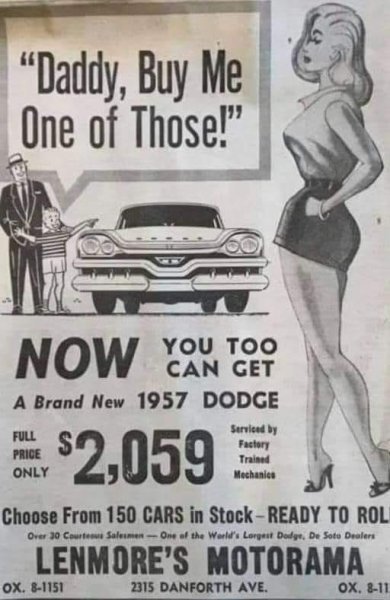 "Daddy, Buy Me
One of Those!"
DODGE
NOW YOU TOO
CAN GET
A Brand New 1957 DODGE
FULL
PRICE
ONLY
$2,059
Serviced by
Factory
Trained
Mechanics
Choose From 150 CARS in Stock – READY TO ROL
Over 30 Courteous Salesmen — One of the World's Largest Dodge, De Soto Dealers
LENMORE'S MOTORAMA
OX. 8-1151 2315 DANFORTH AVE. OX. 8-11